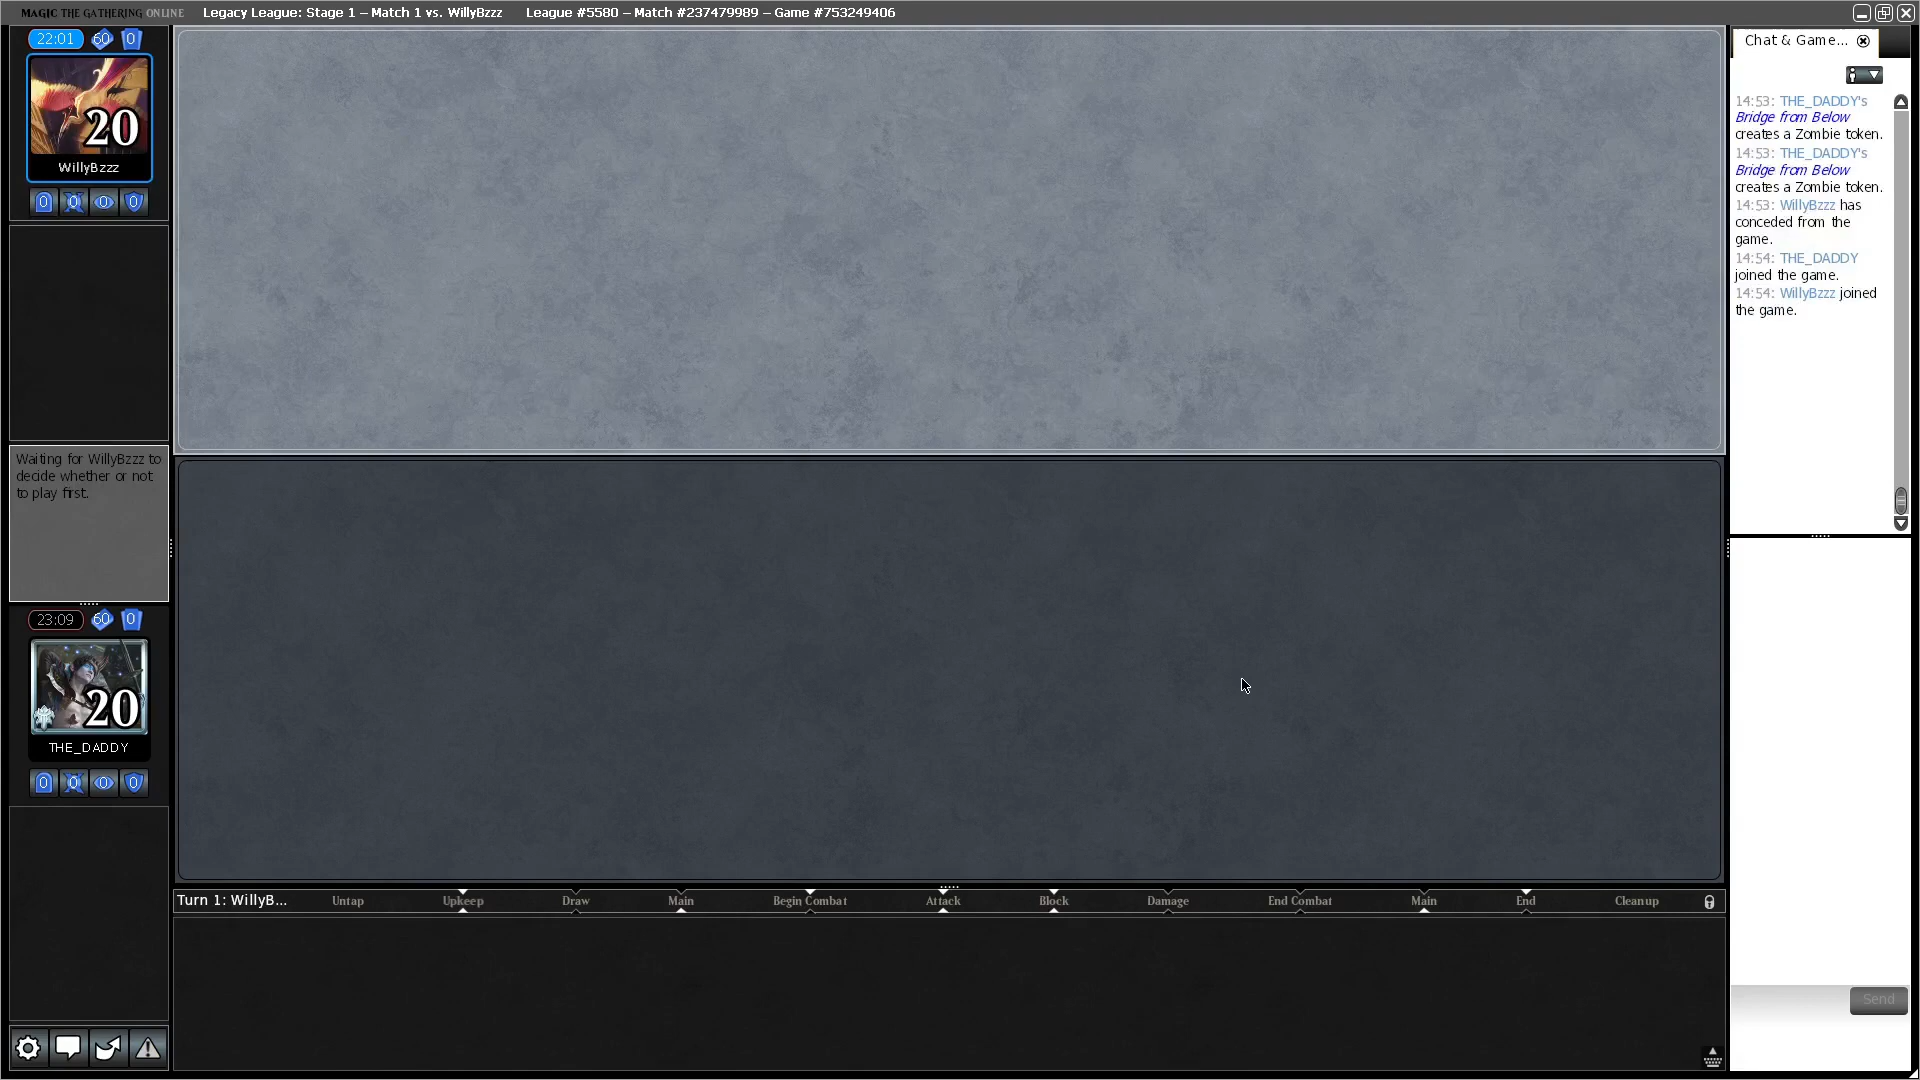 MAGIC THE GATHERING ONLINE Legacy League: Stage 1 – Match 1 vs. WillyBzzz League #5580 – Match #237479989 – Game #753249406
22:01 60 0
20
WillyBzzz
0 0 0 0
Waiting for WillyBzzz to
decide whether or not
to play first.
23:09 60 0
20
THE_DADDY
0 0 0 0
Turn 1: WillyB... Untap Upkeep Draw Main Begin Combat Attack Block Damage End Combat Main End Cleanup
Chat & Game...
14:53: THE_DADDY's
Bridge from Below
creates a Zombie token.
14:53: THE_DADDY's
Bridge from Below
creates a Zombie token.
14:53: WillyBzzz has
conceded from the
game.
14:54: THE_DADDY
joined the game.
14:54: WillyBzzz joined
the game.
Send